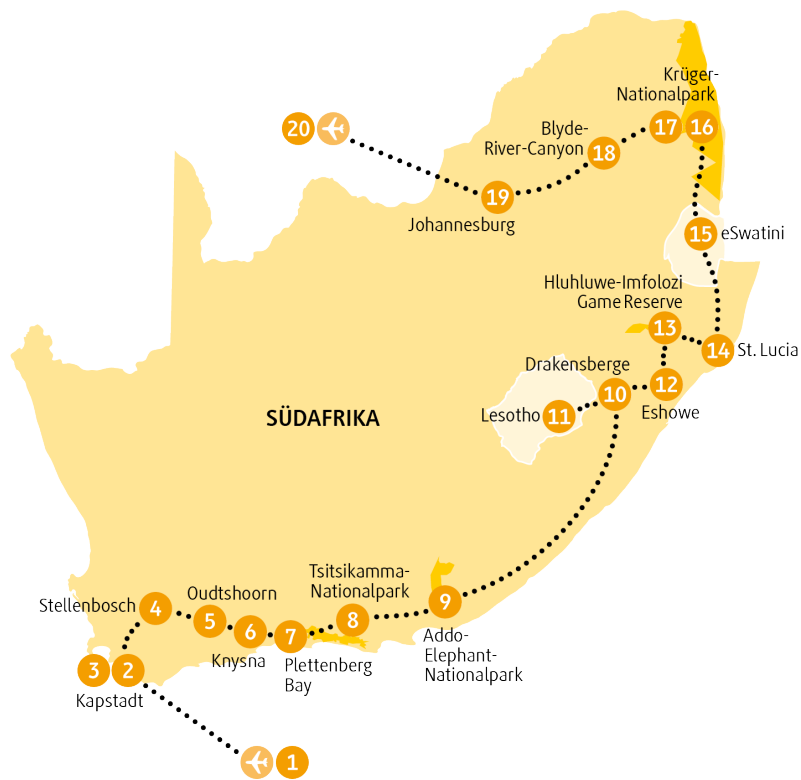 Krüger-
Nationalpark
20
Blyde-
River-Canyon
17
16
18
19
Johannesburg
15
eSwatini
Hluhluwe-Imfolozi
Game Reserve
13
14
St. Lucia
Drakensberge
10
12
Eshowe
Lesotho
11
SÜDAFRIKA
Tsitsikamma-
Nationalpark
Oudtshoorn
Stellenbosch
4
5
6
Knysna
7
Plettenberg
Bay
8
9
Addo-
Elephant-
Nationalpark
3
2
Kapstadt
1